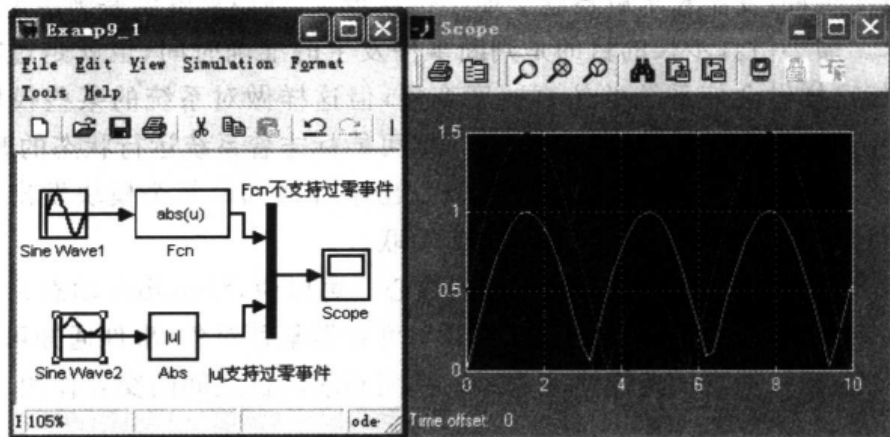 Examp9_1
File Edit View Simulation Format
Tools Help
Fcn不支持过零事件
abs(u)
Sine Wave1
Fcn
Scope
|u|
Sine Wave2
Abs
|u|支持过零事件
105%
ode
Scope
1.5
1
0.5
0
0
2
4
6
8
10
Time offset: 0